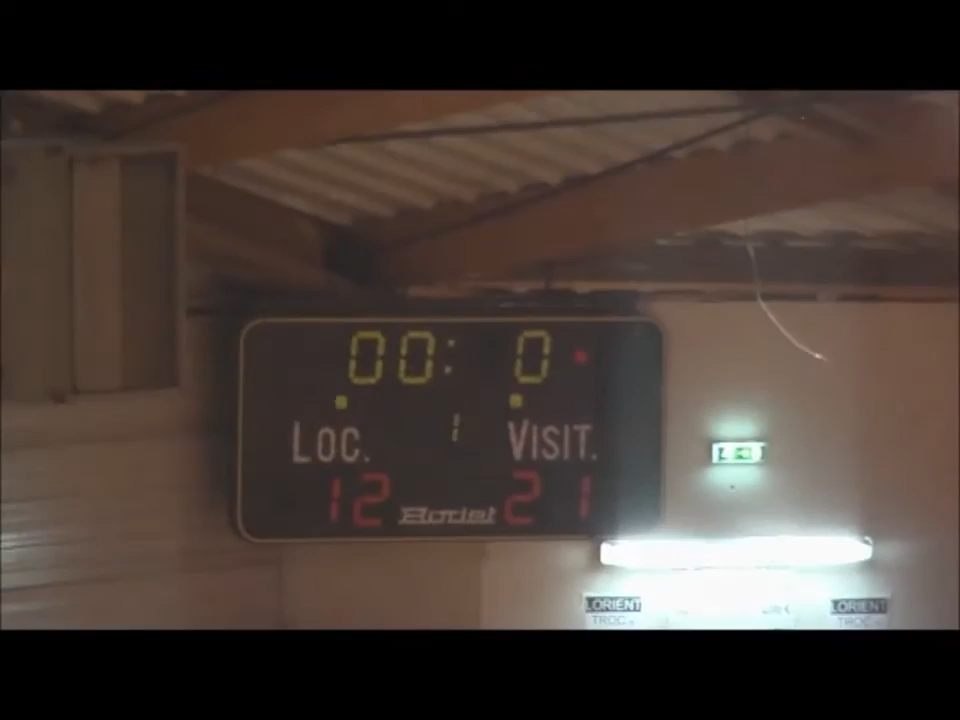 00: 0
LOC. 1 VISIT.
12 Bodet 21
LORIENT LORIENT
TROC TROC